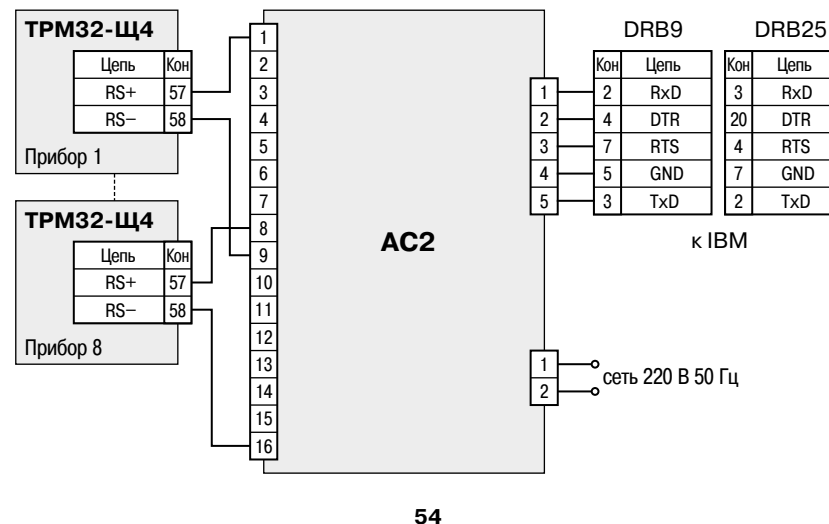 ТРМ32-Щ4
Цепь Кон
RS+ 57
RS− 58
Прибор 1
ТРМ32-Щ4
Цепь Кон
RS+ 57
RS− 58
Прибор 8
1
2
3
4
5
6
7
8
9
10
11
12
13
14
15
16
АС2
1
2
3
4
5
DRB9
Кон Цепь
2 RxD
4 DTR
7 RTS
5 GND
3 TxD
DRB25
Кон Цепь
3 RxD
20 DTR
4 RTS
7 GND
2 TxD
к IBM
1
2
сеть 220 В 50 Гц
54